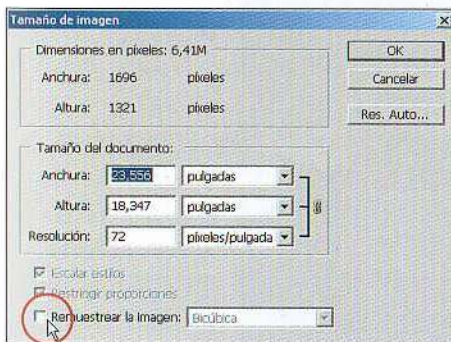 Tamaño de imagen
Dimensiones en píxeles: 6,41M
OK
Anchura: 1696 píxeles
Cancelar
Altura: 1321 píxeles
Res. Auto...
Tamaño del documento:
Anchura: 23,556 pulgadas
Altura: 18,347 pulgadas
Resolución: 72 píxeles/pulgada
Escalar estilos
Restringir proporciones
Remuestrear la imagen: Bicúbica